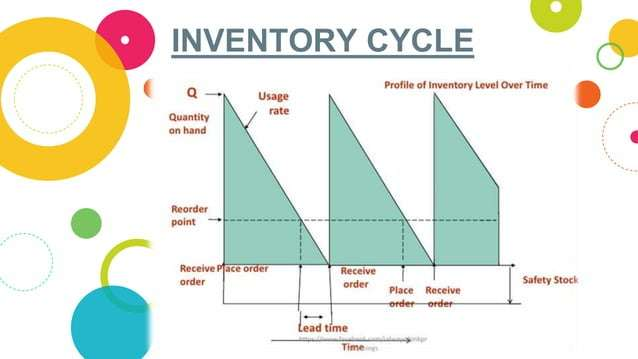 INVENTORY CYCLE
Profile of Inventory Level Over Time
Q
Usage
rate
Quantity
on hand
Reorder
point
Receive
order
Place order
Receive
order
Place
order
Receive
order
Safety Stock
Lead time
Time